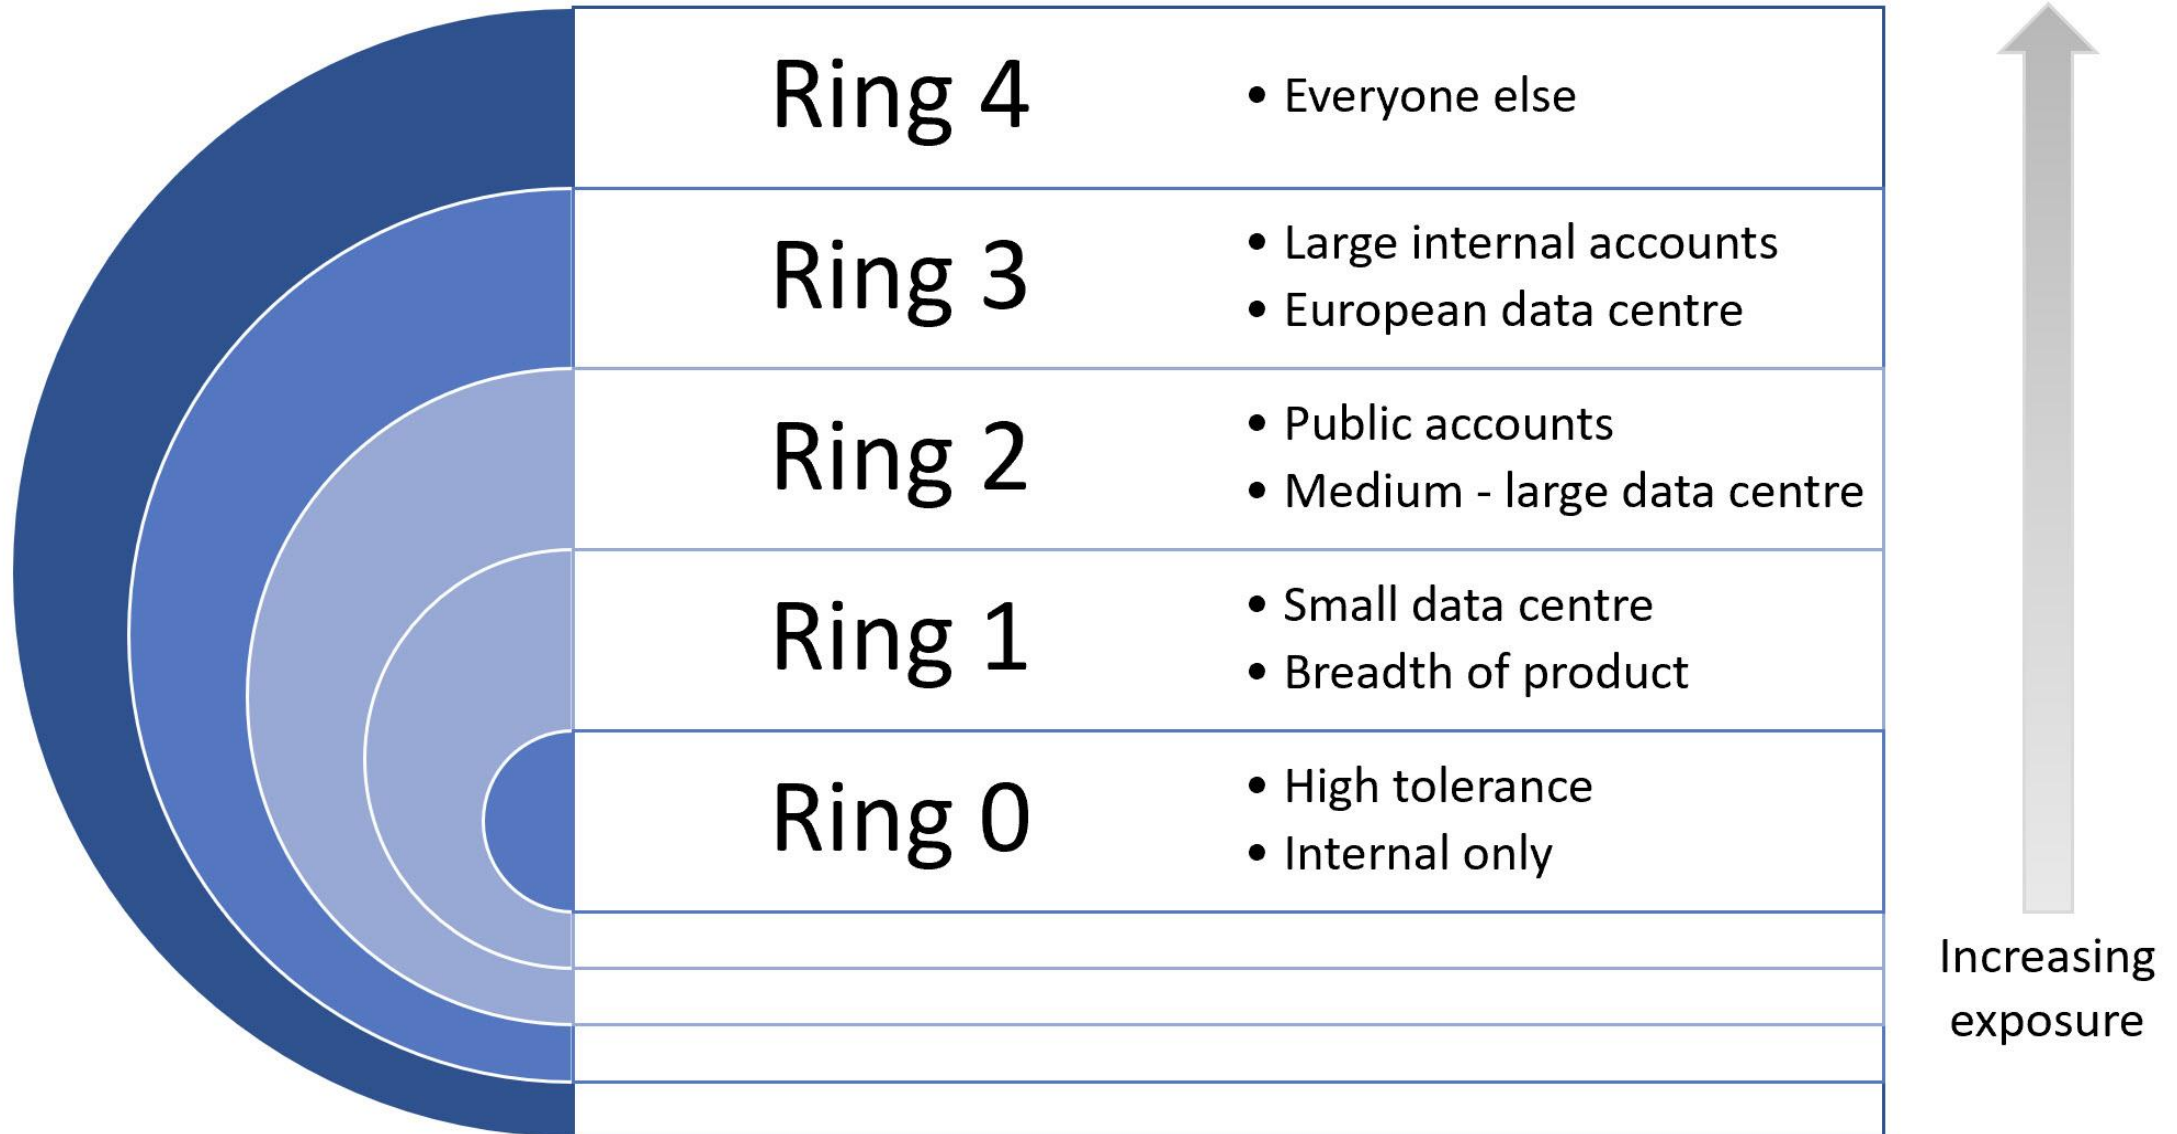 Ring 4
• Everyone else
Ring 3
• Large internal accounts
• European data centre
Ring 2
• Public accounts
• Medium - large data centre
Ring 1
• Small data centre
• Breadth of product
Ring 0
• High tolerance
• Internal only
Increasing
exposure